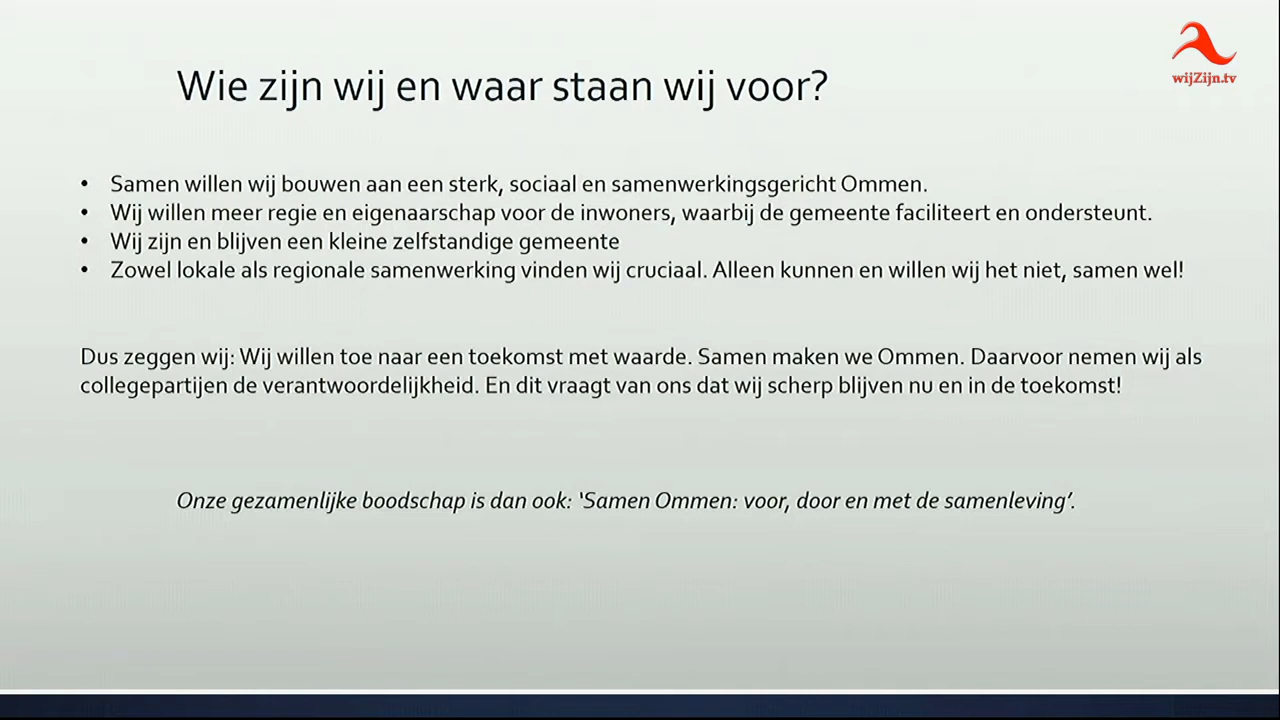 wijZijn.tv
Wie zijn wij en waar staan wij voor?
• Samen willen wij bouwen aan een sterk, sociaal en samenwerkingsgericht Ommen.
• Wij willen meer regie en eigenaarschap voor de inwoners, waarbij de gemeente faciliteert en ondersteunt.
• Wij zijn en blijven een kleine zelfstandige gemeente
• Zowel lokale als regionale samenwerking vinden wij cruciaal. Alleen kunnen en willen wij het niet, samen wel!
Dus zeggen wij: Wij willen toe naar een toekomst met waarde. Samen maken we Ommen. Daarvoor nemen wij als
collegepartijen de verantwoordelijkheid. En dit vraagt van ons dat wij scherp blijven nu en in de toekomst!
Onze gezamenlijke boodschap is dan ook: ‘Samen Ommen: voor, door en met de samenleving’.